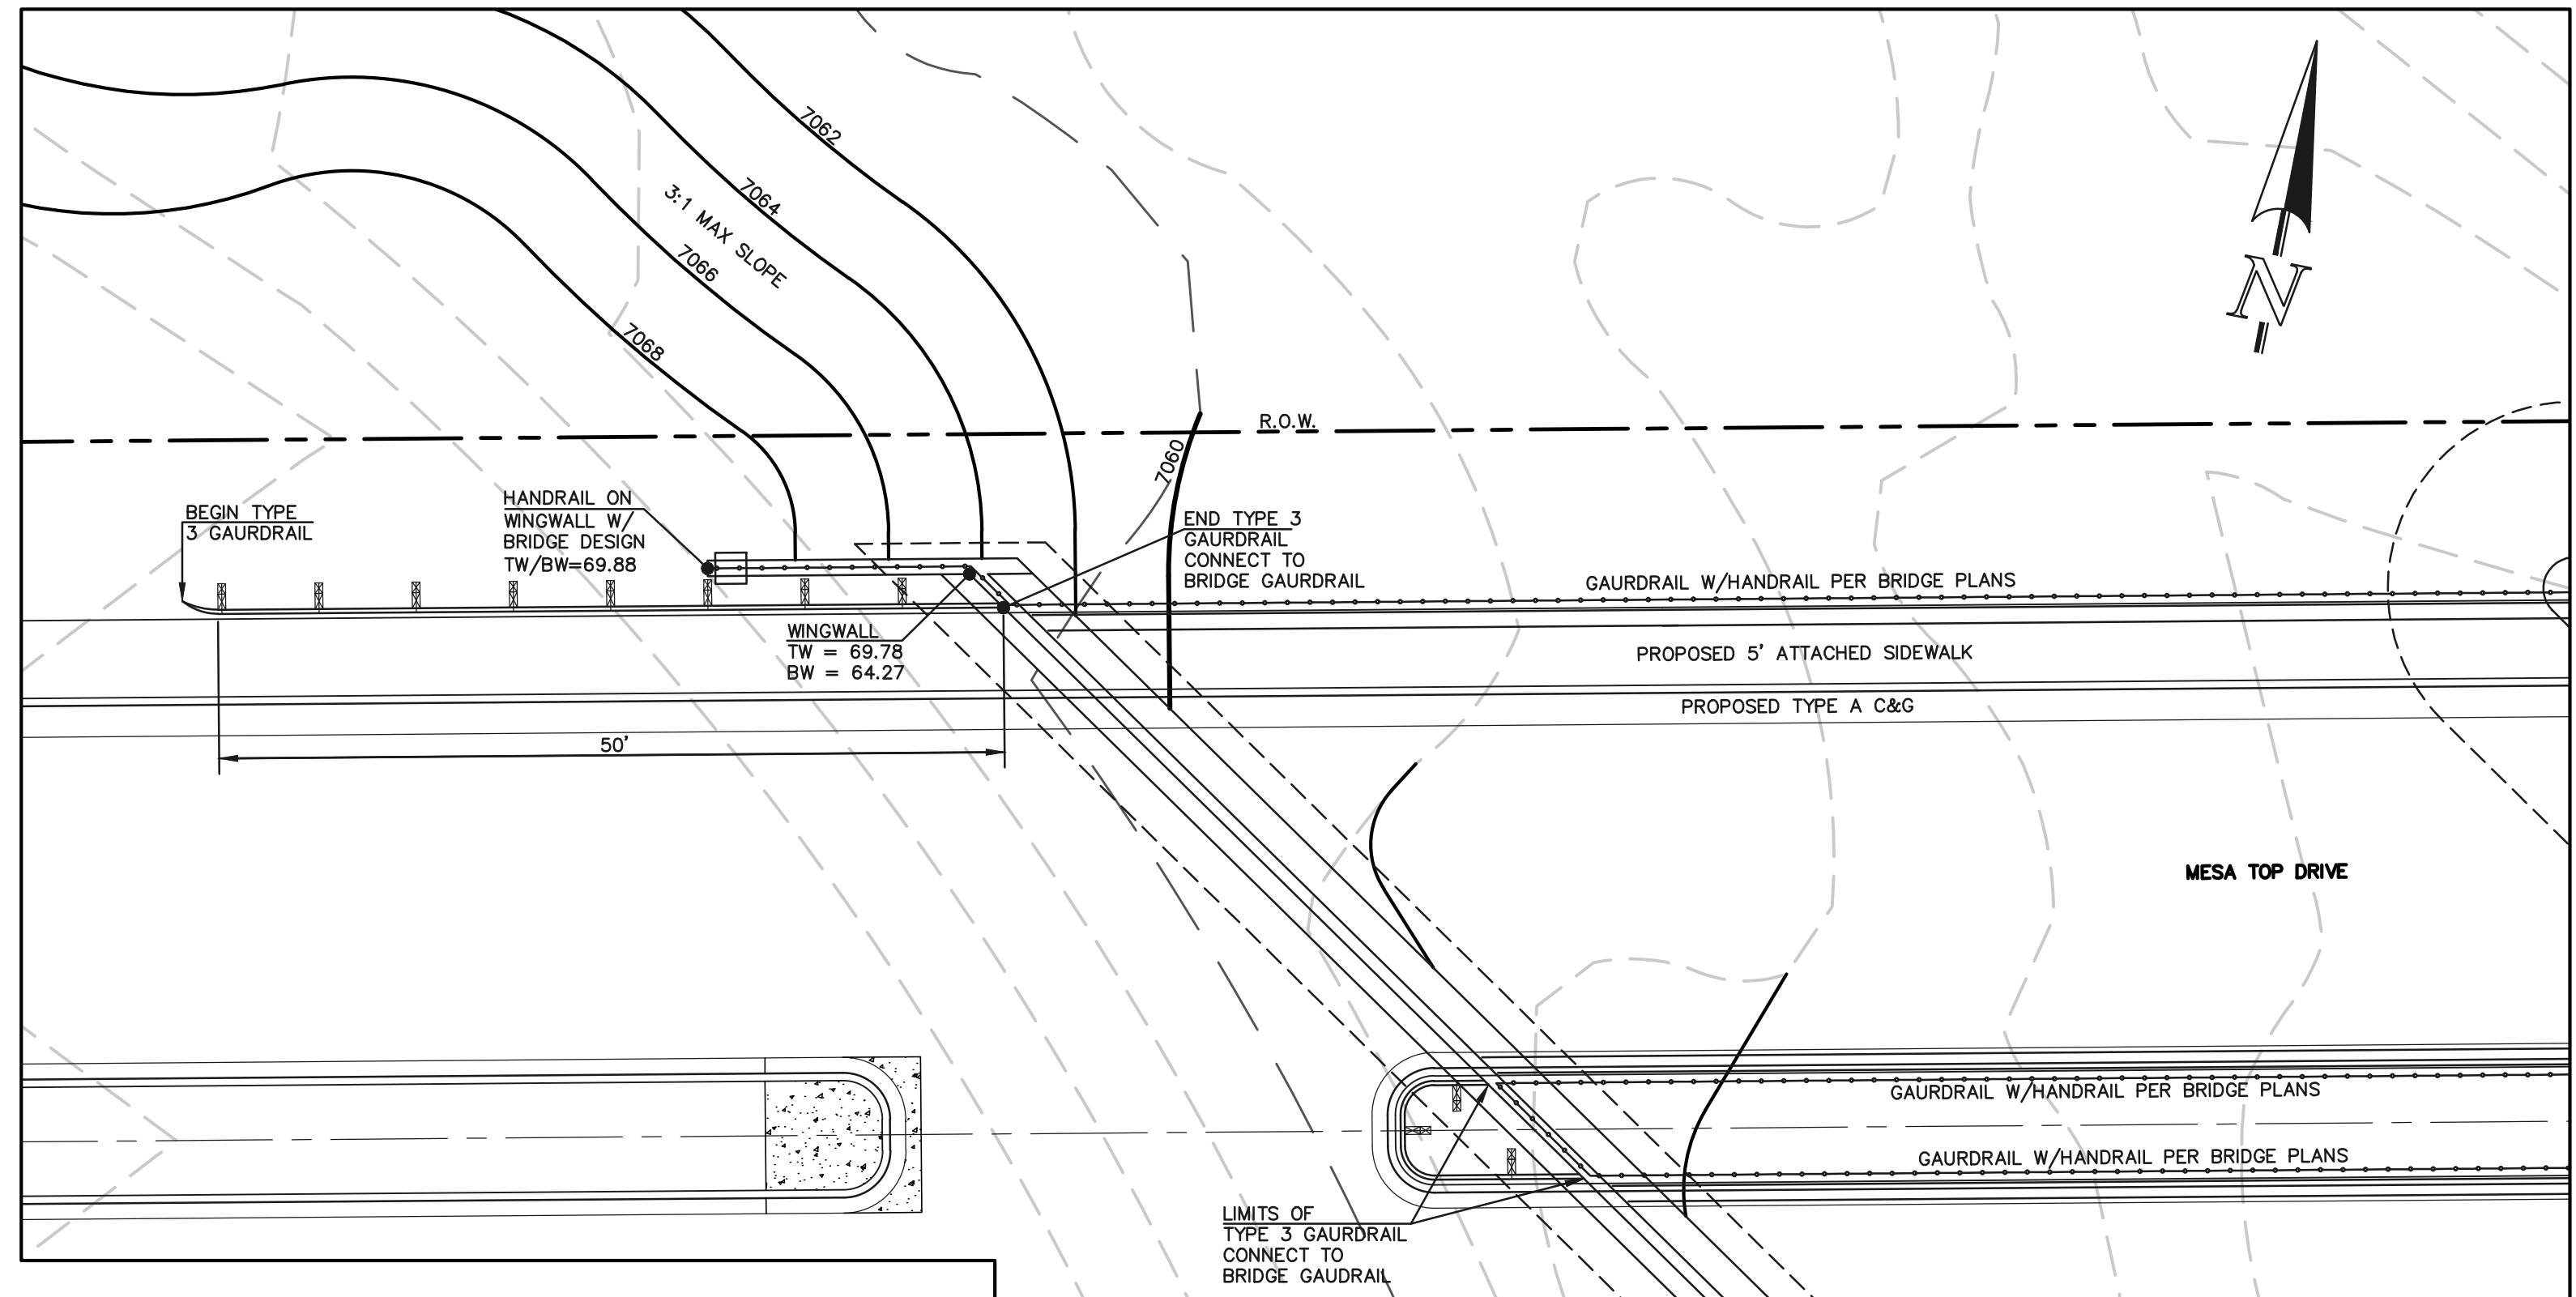 7062
7064
3:1 MAX SLOPE
7066
7068
N
R.O.W.
7060
BEGIN TYPE
3 GAURDRAIL
HANDRAIL ON
WINGWALL W/
BRIDGE DESIGN
TW/BW=69.88
END TYPE 3
GAURDRAIL
CONNECT TO
BRIDGE GAURDRAIL
GAURDRAIL W/HANDRAIL PER BRIDGE PLANS
WINGWALL
TW = 69.78
BW = 64.27
PROPOSED 5' ATTACHED SIDEWALK
PROPOSED TYPE A C&G
50'
MESA TOP DRIVE
GAURDRAIL W/HANDRAIL PER BRIDGE PLANS
GAURDRAIL W/HANDRAIL PER BRIDGE PLANS
LIMITS OF
TYPE 3 GAURDRAIL
CONNECT TO
BRIDGE GAUDRAIL